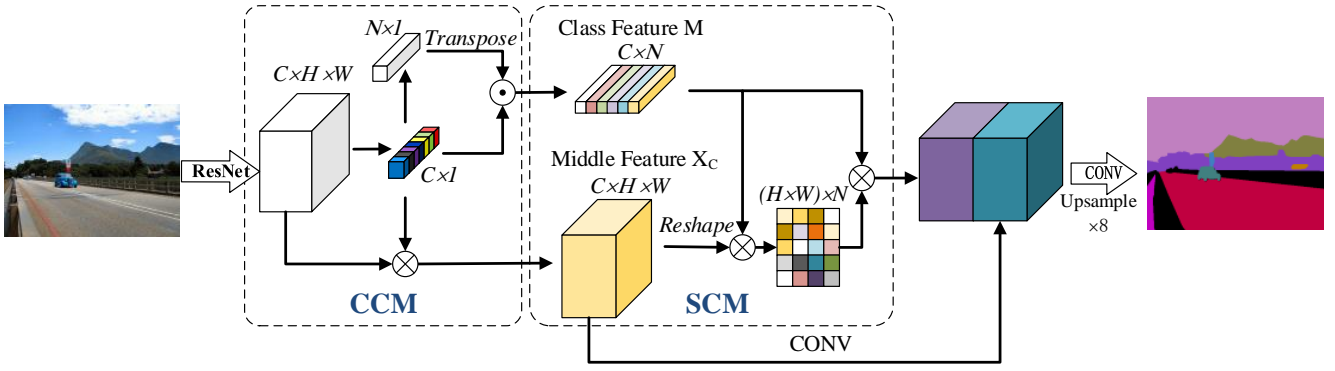 N×1
Transpose
Class Feature M
C×N
C×H×W
ResNet
C×1
Middle Feature X_C
C×H×W
(H×W)×N
Reshape
CONV
Upsample
×8
CCM
SCM
CONV